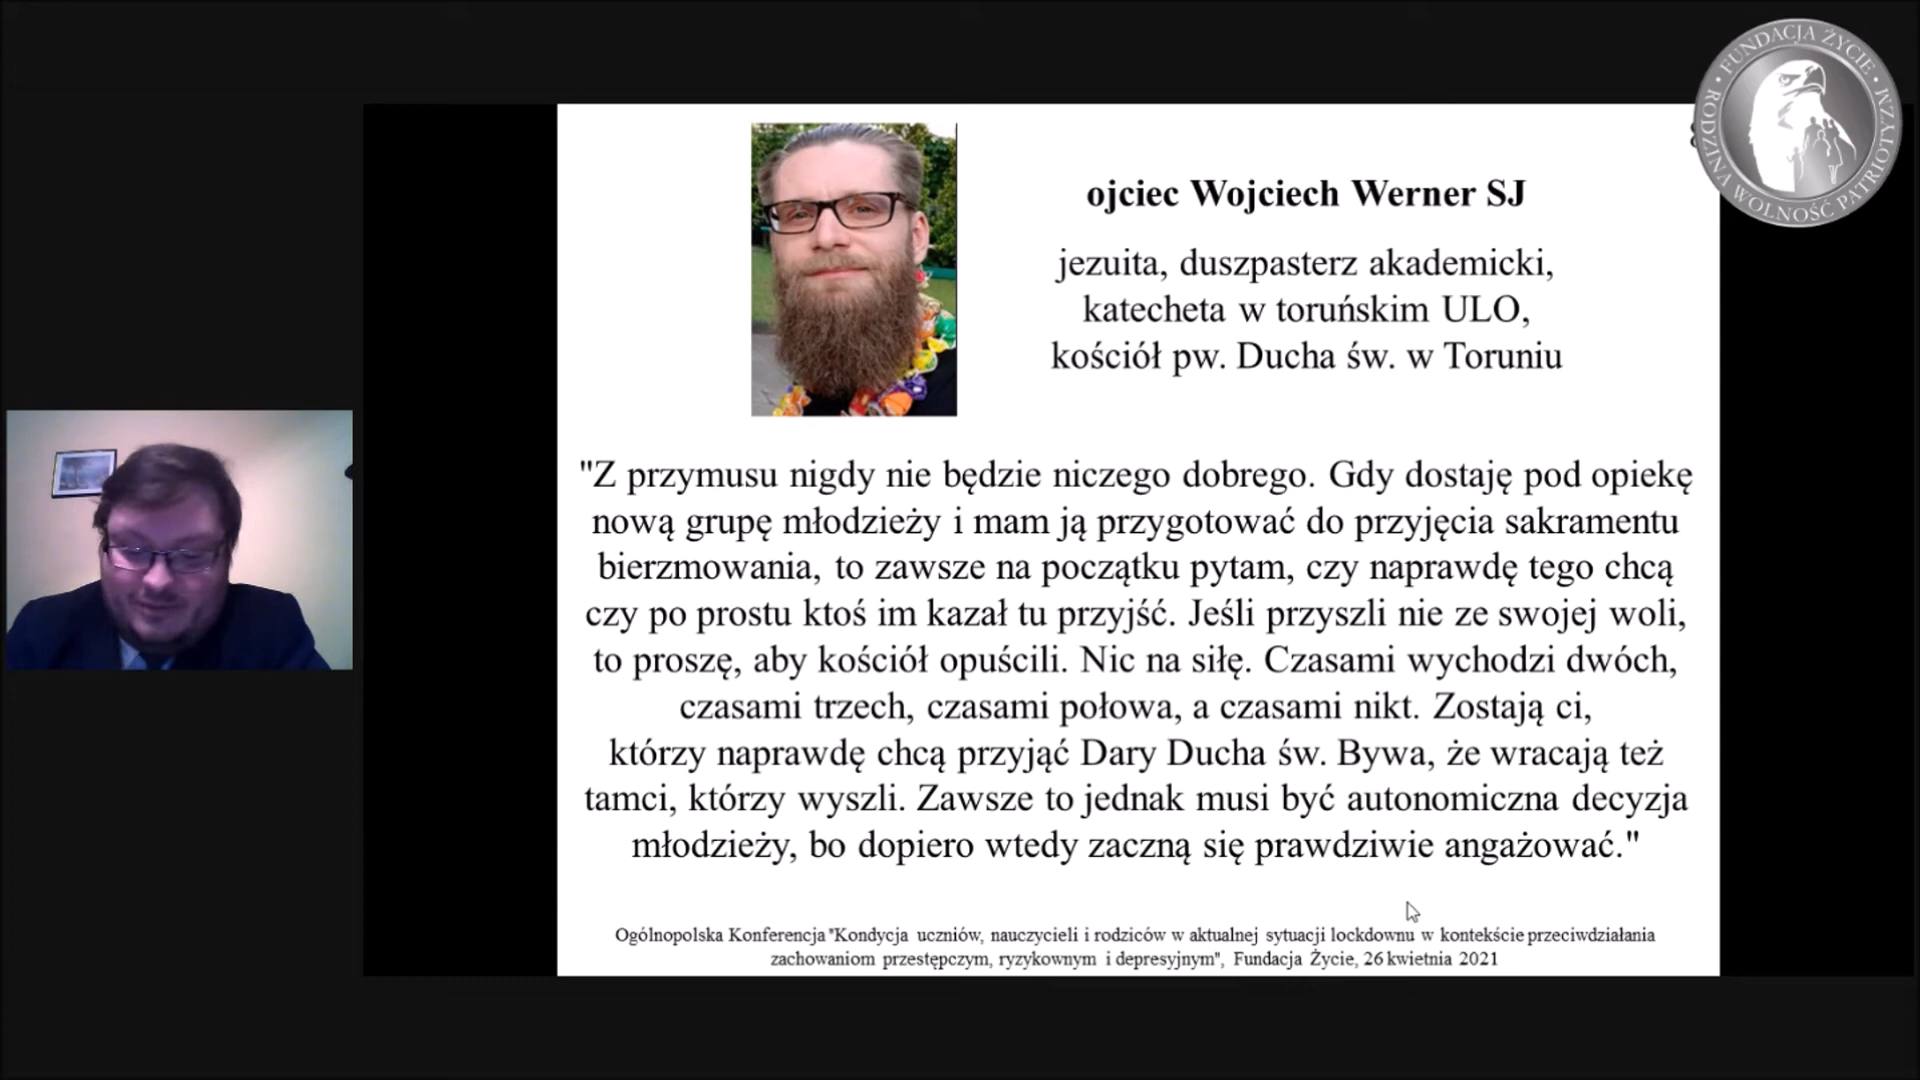 FUNDACJA ŻYCIE
RODZINA WOLNOŚĆ PATRIOTYZM
ojciec Wojciech Werner SJ
jezuita, duszpasterz akademicki,
katecheta w toruńskim ULO,
kościół pw. Ducha św. w Toruniu
"Z przymusu nigdy nie będzie niczego dobrego. Gdy dostaję pod opiekę
nową grupę młodzieży i mam ją przygotować do przyjęcia sakramentu
bierzmowania, to zawsze na początku pytam, czy naprawdę tego chcą
czy po prostu ktoś im kazał tu przyjść. Jeśli przyszli nie ze swojej woli,
to proszę, aby kościół opuścili. Nic na siłę. Czasami wychodzi dwóch,
czasami trzech, czasami połowa, a czasami nikt. Zostają ci,
którzy naprawdę chcą przyjąć Dary Ducha św. Bywa, że wracają też
tamci, którzy wyszli. Zawsze to jednak musi być autonomiczna decyzja
młodzieży, bo dopiero wtedy zaczną się prawdziwie angażować."
Ogólnopolska Konferencja "Kondycja uczniów, nauczycieli i rodziców w aktualnej sytuacji lockdownu w kontekście przeciwdziałania
zachowaniom przestępczym, ryzykownym i depresyjnym", Fundacja Życie, 26 kwietnia 2021